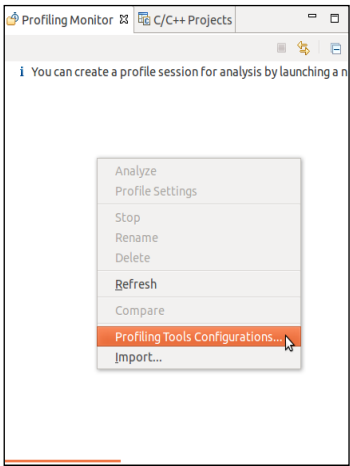 Profiling Monitor C/C++ Projects
i You can create a profile session for analysis by launching a n
Analyze
Profile Settings
Stop
Rename
Delete
Refresh
Compare
Profiling Tools Configurations...
Import...